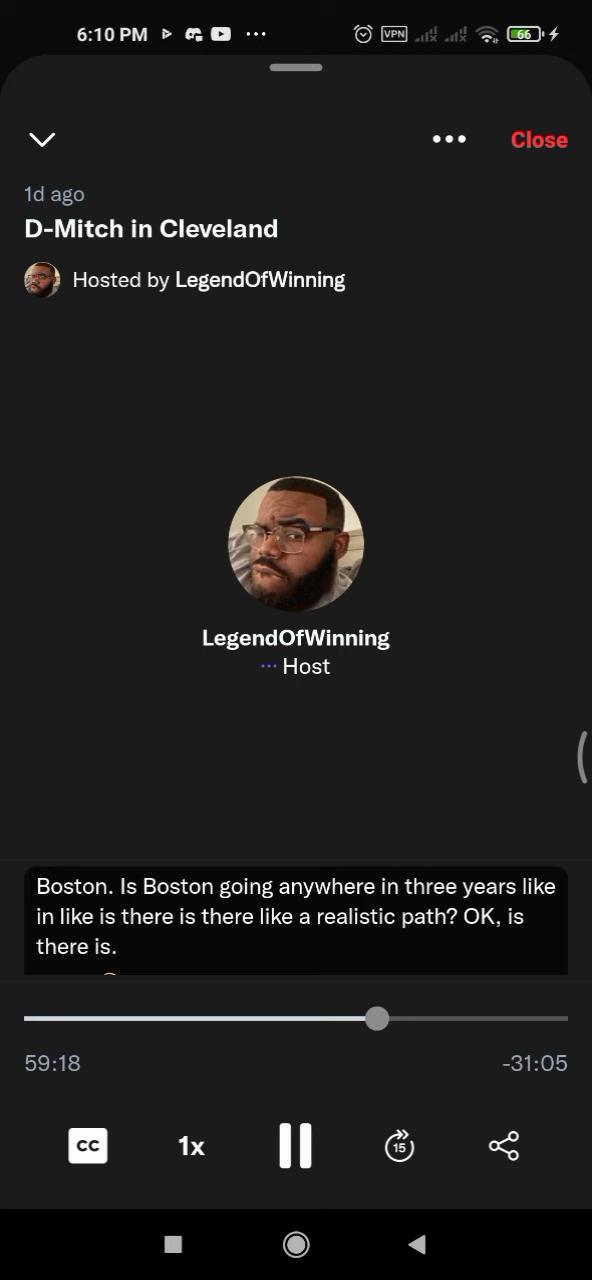 6:10 PM
VPN
66
Close
1d ago
D-Mitch in Cleveland
Hosted by LegendOfWinning
LegendOfWinning
Host
Boston. Is Boston going anywhere in three years like
in like is there is there like a realistic path? OK, is
there is.
59:18
-31:05
CC
1x
15